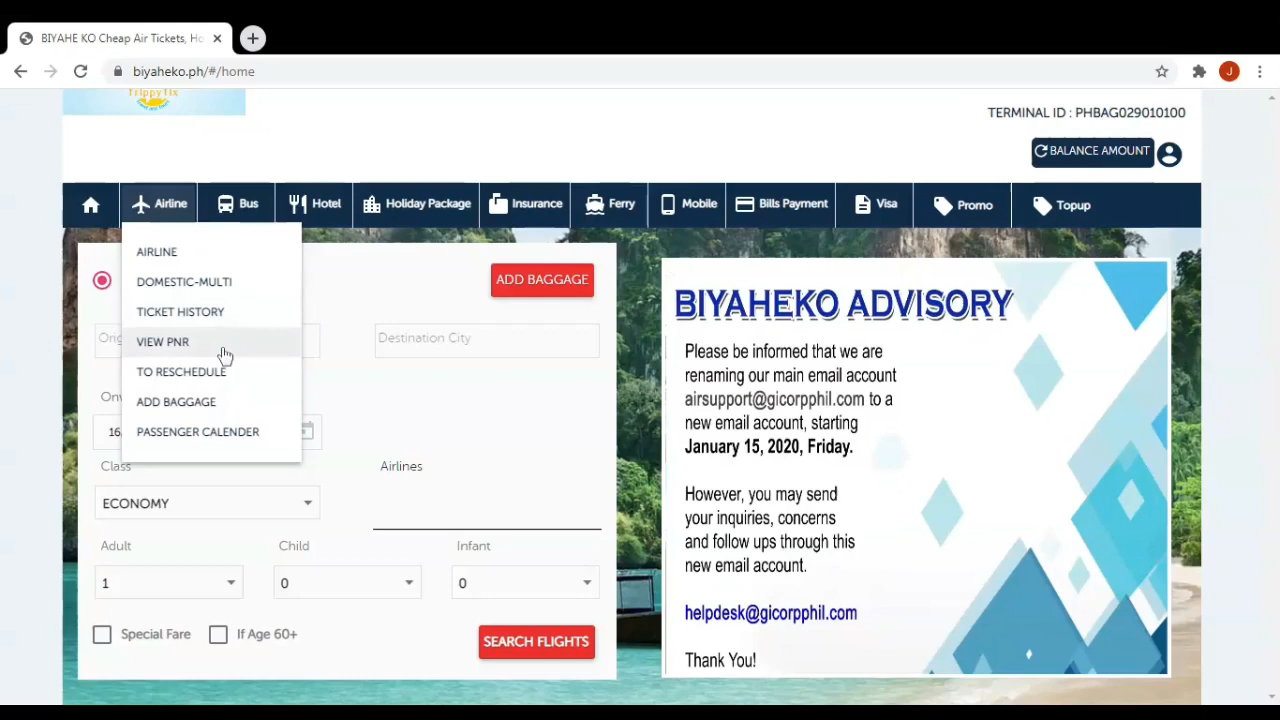 BIYAHE KO Cheap Air Tickets, Ho
biyaheko.ph/#/home
J
TrippyTix
TERMINAL ID : PHBAG029010100
BALANCE AMOUNT
Airline
Bus
Hotel
Holiday Package
Insurance
Ferry
Mobile
Bills Payment
Visa
Promo
Topup
AIRLINE
DOMESTIC-MULTI
TICKET HISTORY
VIEW PNR
TO RESCHEDULE
ADD BAGGAGE
PASSENGER CALENDER
ADD BAGGAGE
Destination City
16
Class
Airlines
ECONOMY
Adult
Child
Infant
1
0
0
Special Fare
If Age 60+
SEARCH FLIGHTS
BIYAHEKO ADVISORY
Please be informed that we are
renaming our main email account
airsupport@gicorpphil.com to a
new email account, starting
January 15, 2020, Friday.
However, you may send
your inquiries, concerns
and follow ups through this
new email account.
helpdesk@gicorpphil.com
Thank You!